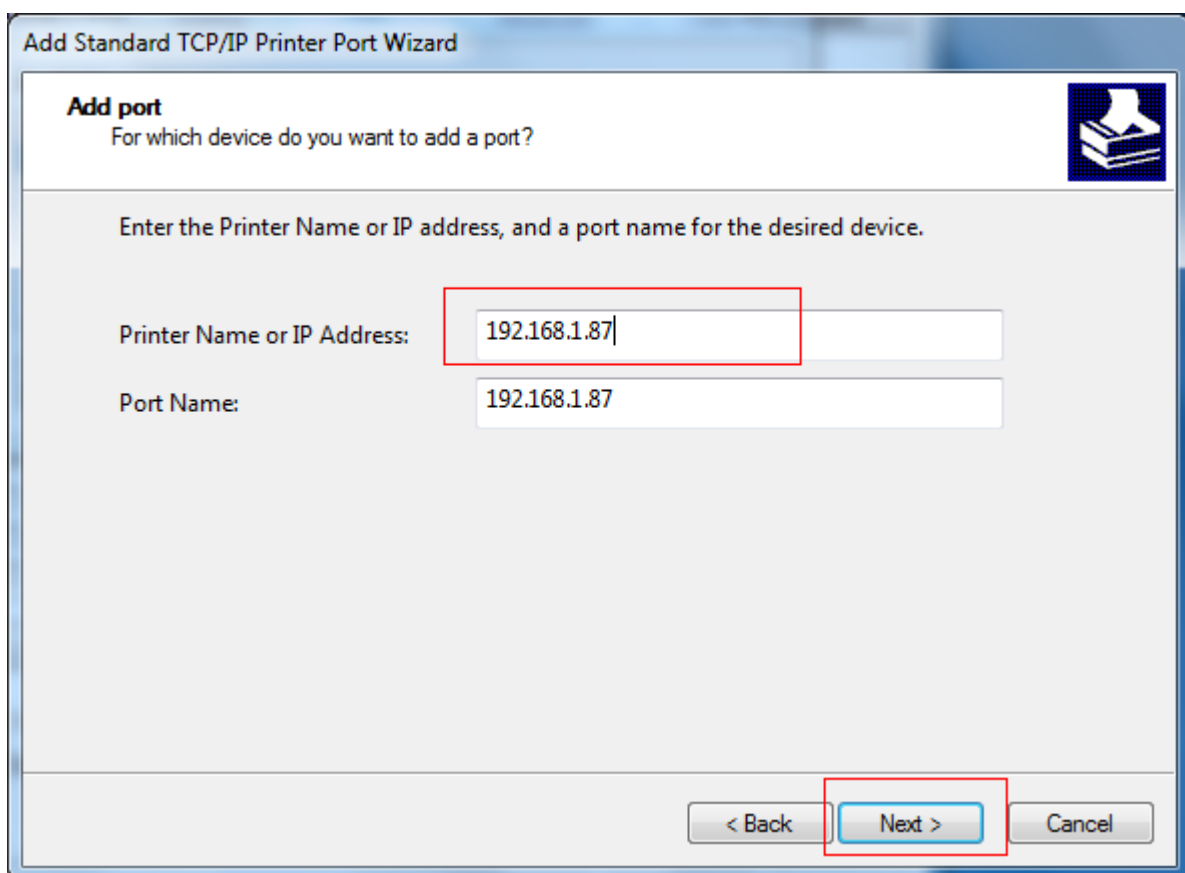 Add Standard TCP/IP Printer Port Wizard
Add port
For which device do you want to add a port?
Enter the Printer Name or IP address, and a port name for the desired device.
Printer Name or IP Address: 192.168.1.87
Port Name: 192.168.1.87
< Back Next > Cancel